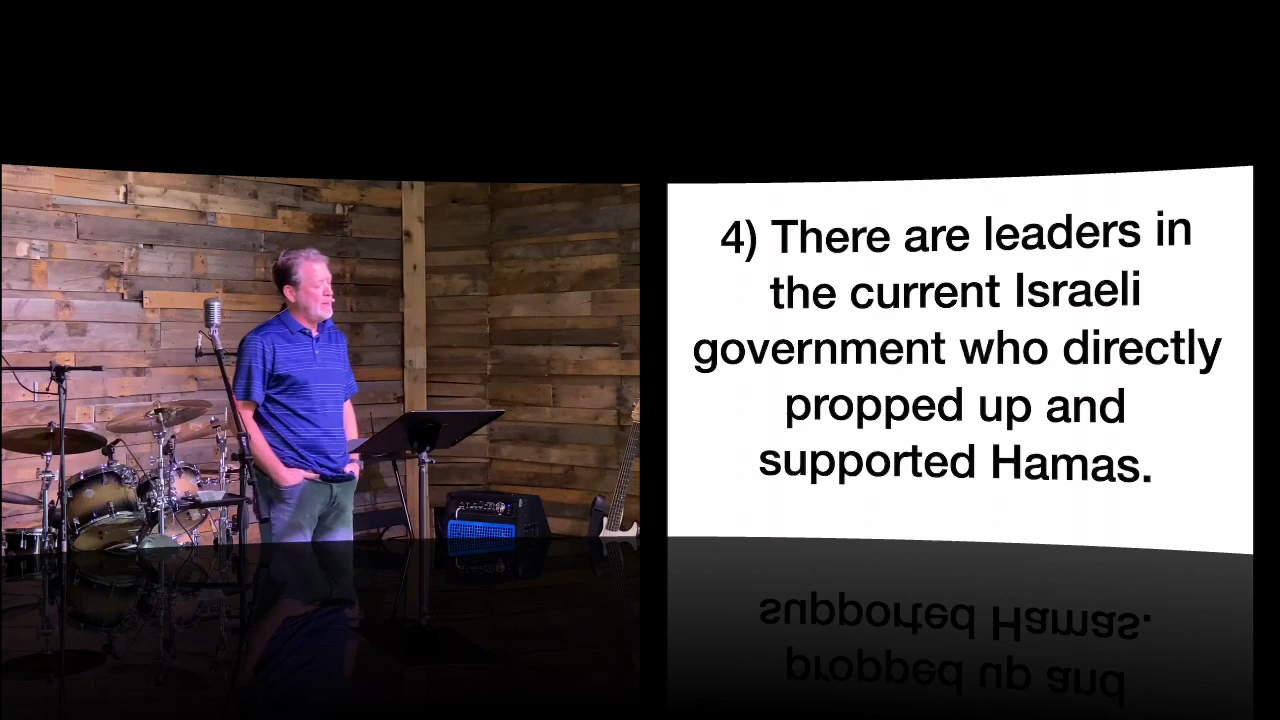 4) There are leaders in
the current Israeli
government who directly
propped up and
supported Hamas.